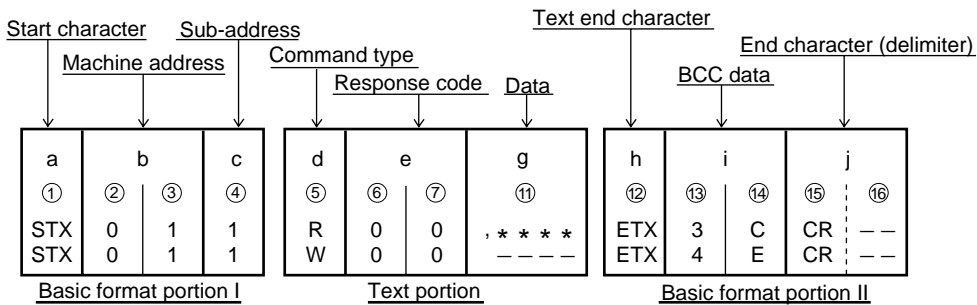 Start character
Sub-address
Text end character
End character (delimiter)
Machine address
Command type
Response code
Data
BCC data
a b c d e g h i j
① ② ③ ④ ⑤ ⑥ ⑦ ⑪ ⑫ ⑬ ⑭ ⑮ ⑯
STX 0 1 1 R 0 0 , * * * * ETX 3 C CR – –
STX 0 1 1 W 0 0 – – – – ETX 4 E CR – –
Basic format portion I Text portion Basic format portion II